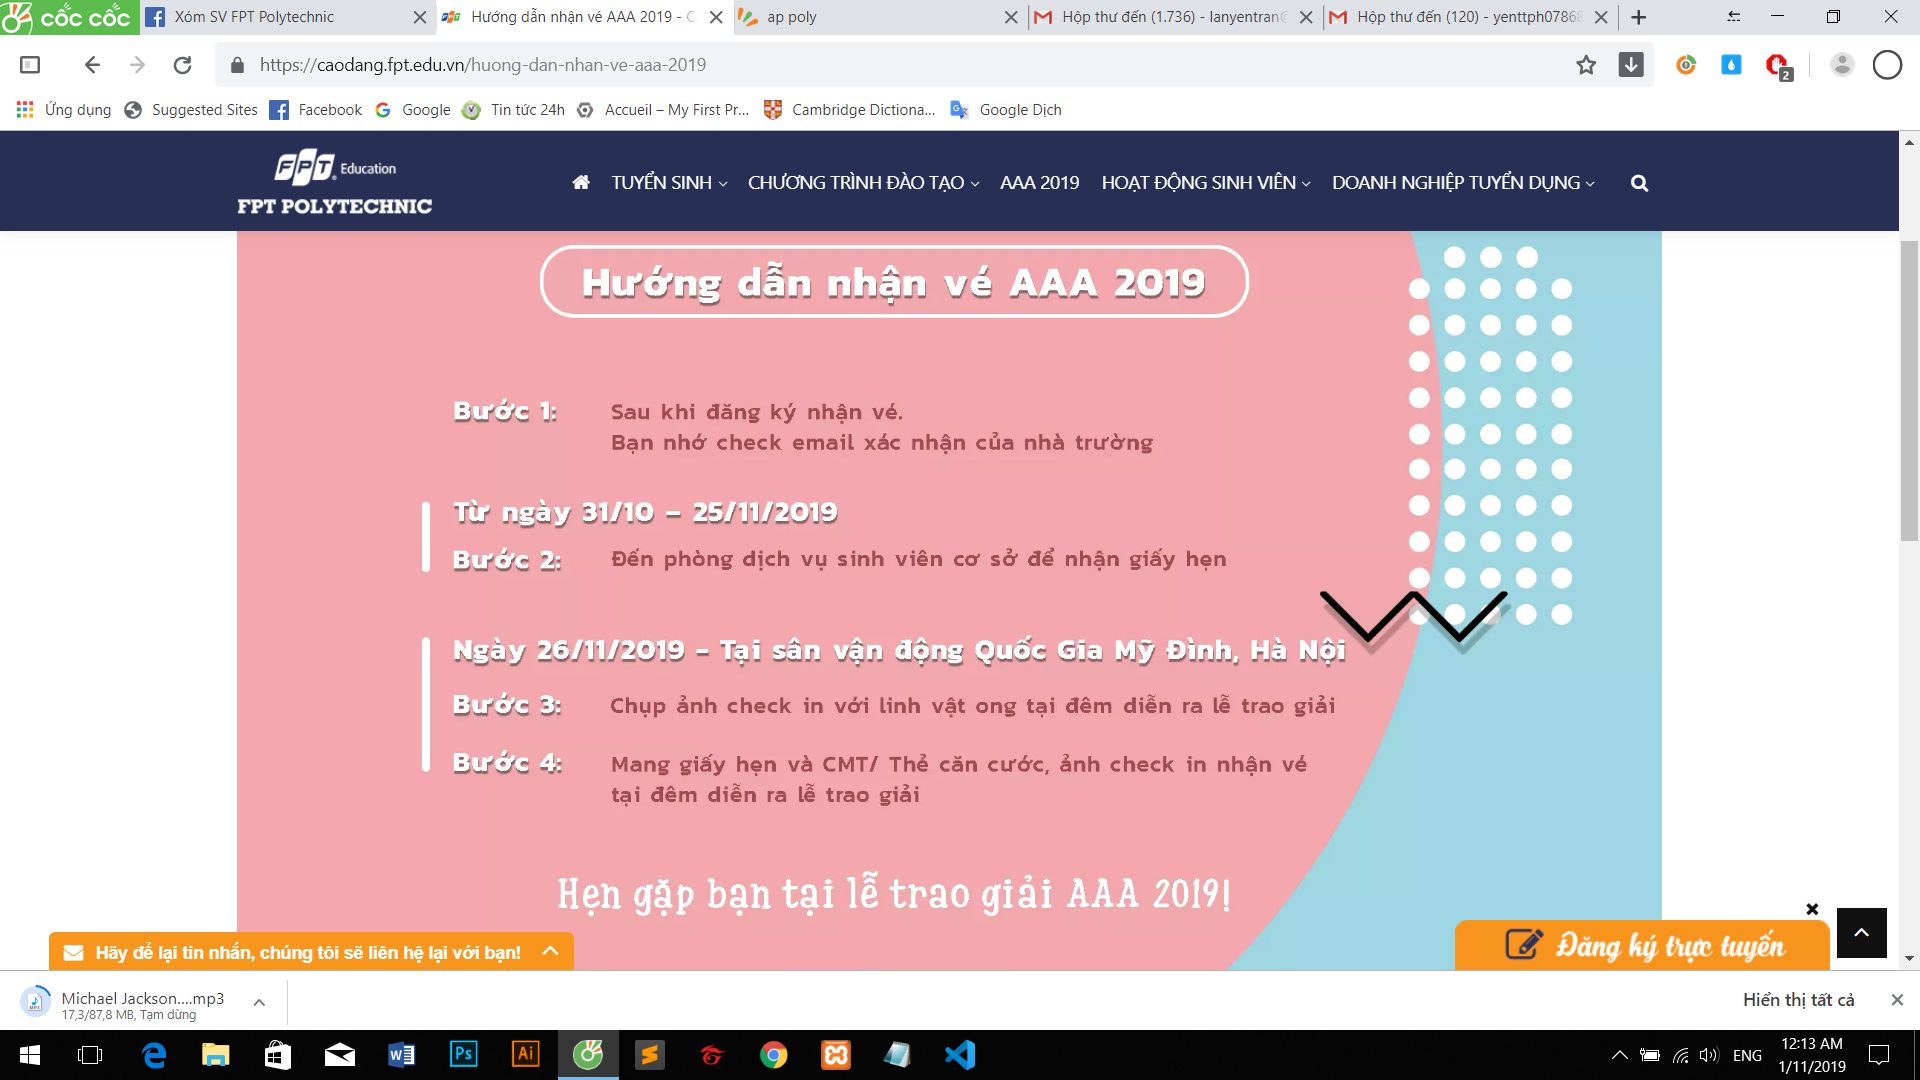 cốc cốc
Xóm SV FPT Polytechnic
Hướng dẫn nhận vé AAA 2019 - C
ap poly
Hộp thư đến (1.736) - lanyentran@
Hộp thư đến (120) - yenttph0786
https://caodang.fpt.edu.vn/huong-dan-nhan-ve-aaa-2019
2
Ứng dụng
Suggested Sites
Facebook
Google
Tin tức 24h
Accueil – My First Pr...
Cambridge Dictiona...
Google Dịch
FPT Education
FPT POLYTECHNIC
TUYỂN SINH
CHƯƠNG TRÌNH ĐÀO TẠO
AAA 2019
HOẠT ĐỘNG SINH VIÊN
DOANH NGHIỆP TUYỂN DỤNG
Hướng dẫn nhận vé AAA 2019
Bước 1: Sau khi đăng ký nhận vé.
Bạn nhớ check email xác nhận của nhà trường
Từ ngày 31/10 – 25/11/2019
Bước 2: Đến phòng dịch vụ sinh viên cơ sở để nhận giấy hẹn
Ngày 26/11/2019 - Tại sân vận động Quốc Gia Mỹ Đình, Hà Nội
Bước 3: Chụp ảnh check in với linh vật ong tại đêm diễn ra lễ trao giải
Bước 4: Mang giấy hẹn và CMT/ Thẻ căn cước, ảnh check in nhận vé
tại đêm diễn ra lễ trao giải
Hẹn gặp bạn tại lễ trao giải AAA 2019!
Hãy để lại tin nhắn, chúng tôi sẽ liên hệ lại với bạn!
Đăng ký trực tuyến
Michael Jackson....mp3
17,3/87,8 MB, Tạm dừng
Hiển thị tất cả
Ps
Ai
ENG
12:13 AM
1/11/2019